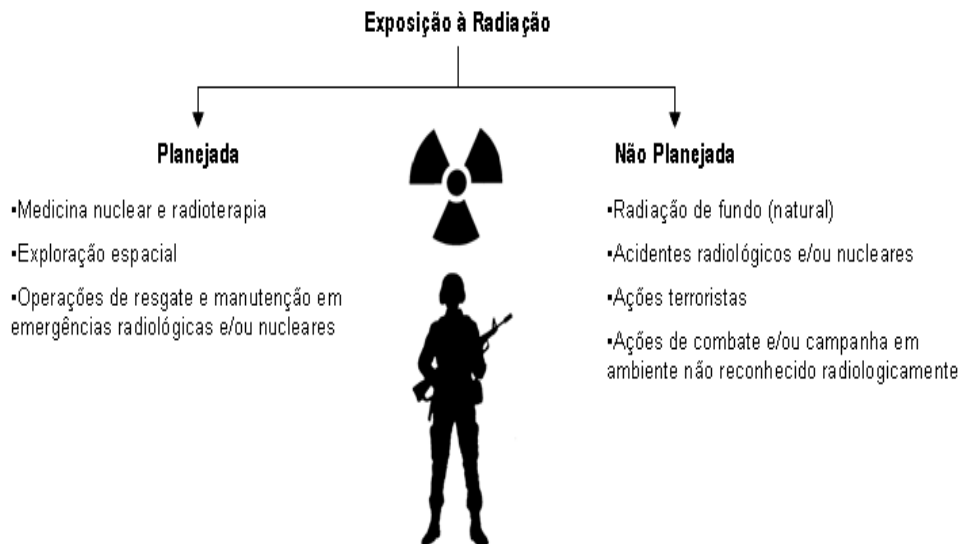 Exposição à Radiação
Planejada
▪Medicina nuclear e radioterapia
▪Exploração espacial
▪Operações de resgate e manutenção em
emergências radiológicas e/ou nucleares
Não Planejada
▪Radiação de fundo (natural)
▪Acidentes radiológicos e/ou nucleares
▪Ações terroristas
▪Ações de combate e/ou campanha em
ambiente não reconhecido radiologicamente